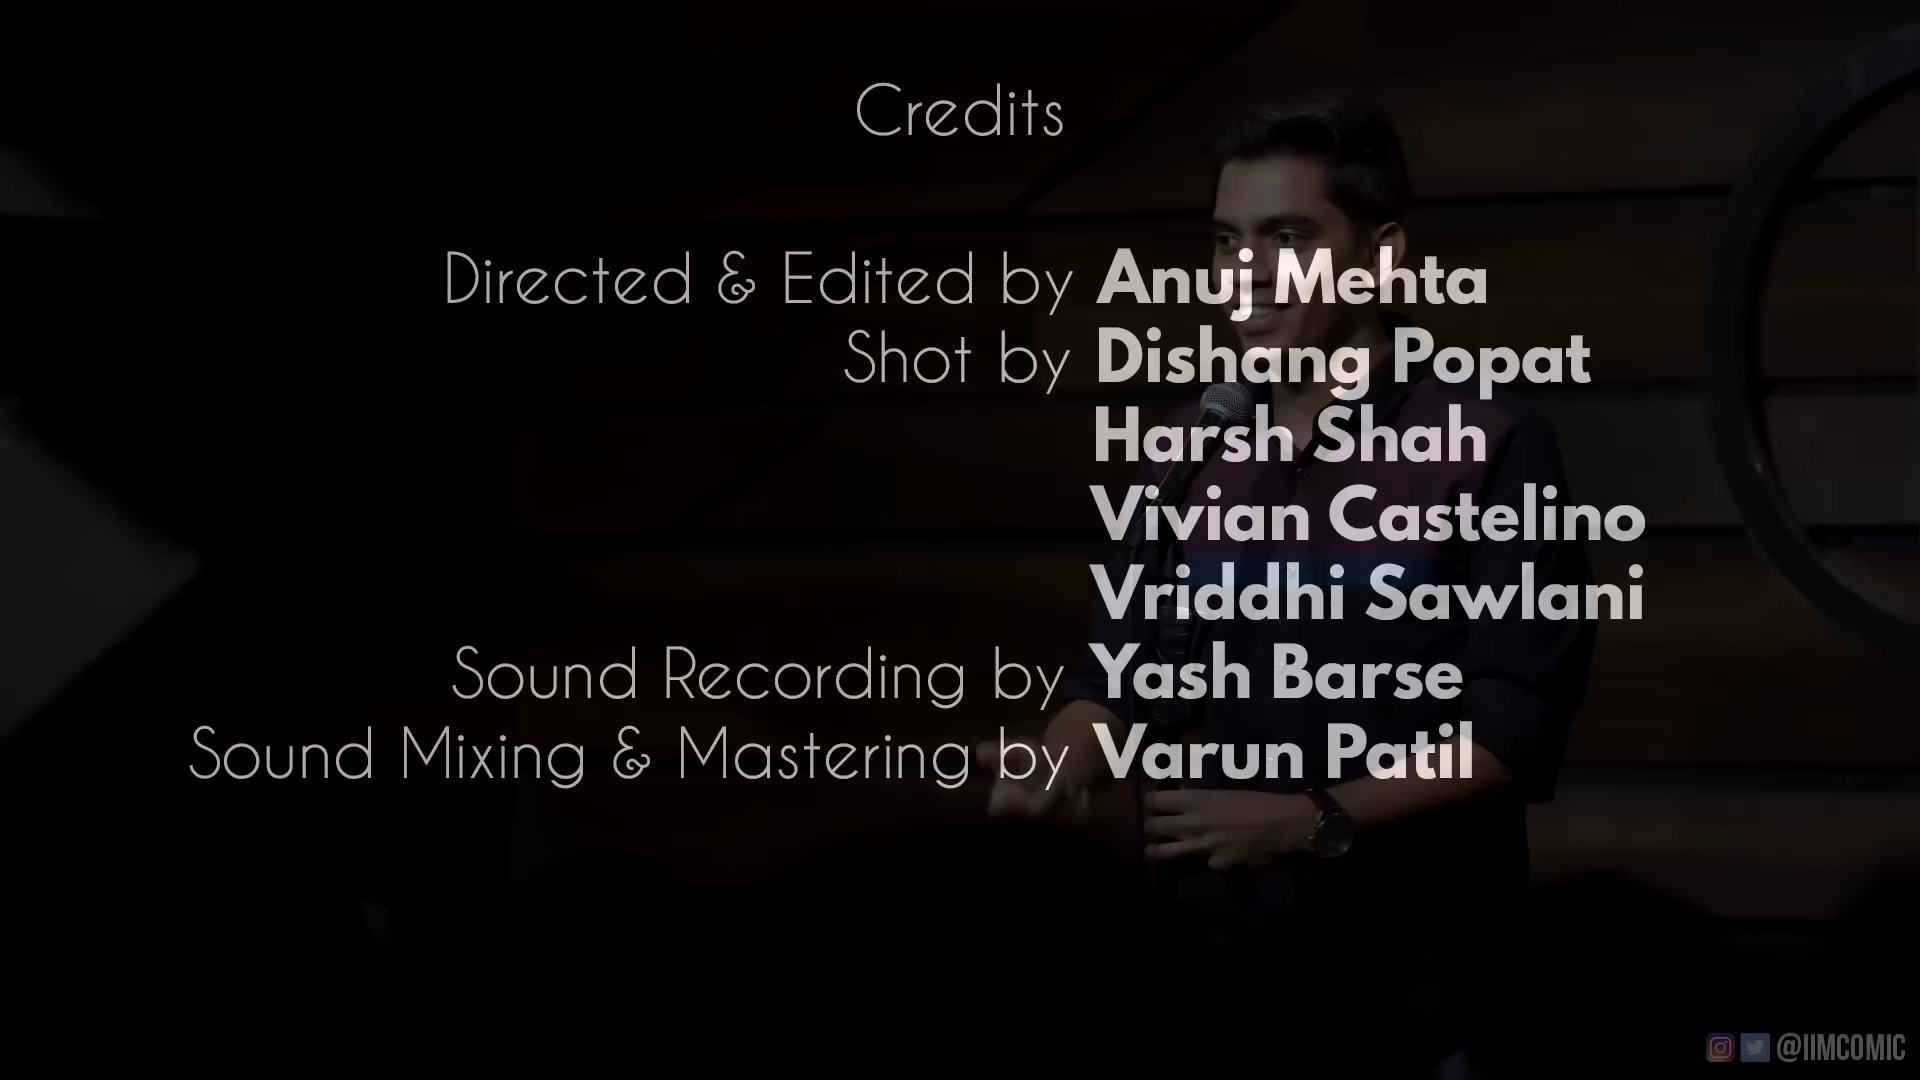 Credits
Directed & Edited by Anuj Mehta
Shot by Dishang Popat
Harsh Shah
Vivian Castelino
Vriddhi Sawlani
Sound Recording by Yash Barse
Sound Mixing & Mastering by Varun Patil
@IIMCOMIC